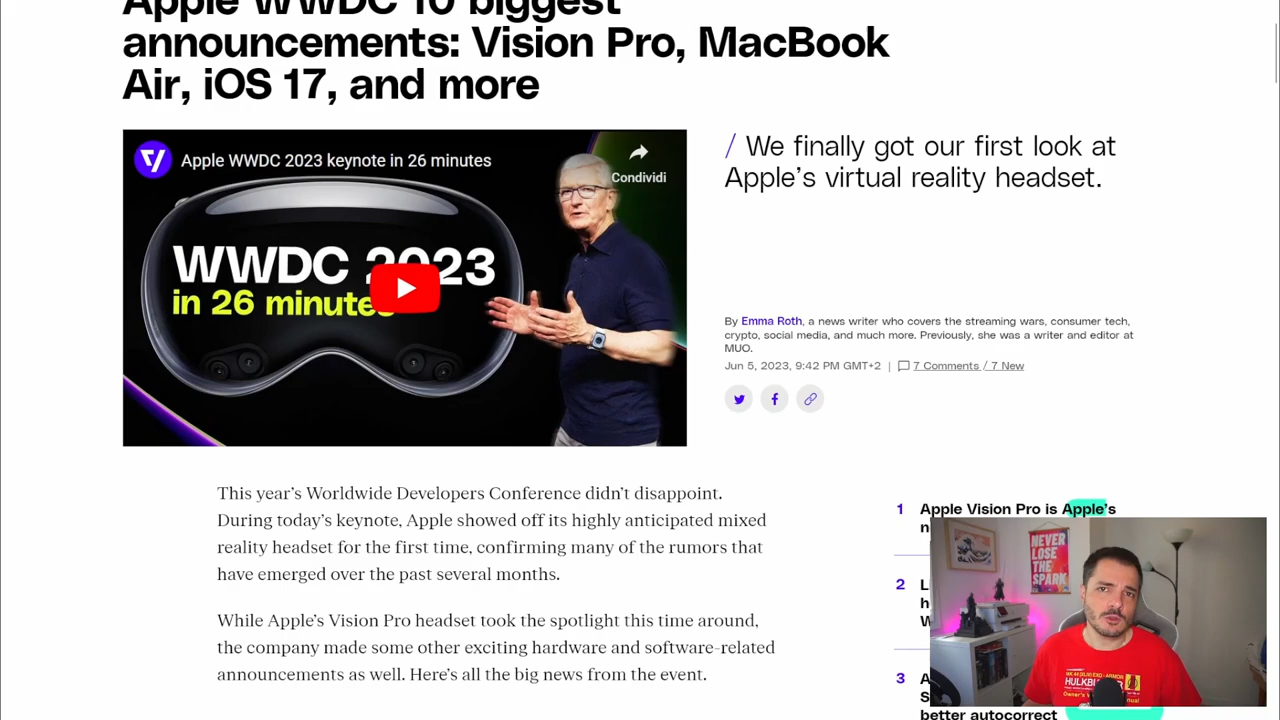 Apple WWDC 10 biggest
announcements: Vision Pro, MacBook
Air, iOS 17, and more
Apple WWDC 2023 keynote in 26 minutes
Condividi
WWDC 2023
in 26 minutes
/ We finally got our first look at
Apple's virtual reality headset.
By Emma Roth, a news writer who covers the streaming wars, consumer tech,
crypto, social media, and much more. Previously, she was a writer and editor at
MUO.
Jun 5, 2023, 9:42 PM GMT+2 | 7 Comments / 7 New
This year's Worldwide Developers Conference didn't disappoint.
During today's keynote, Apple showed off its highly anticipated mixed
reality headset for the first time, confirming many of the rumors that
have emerged over the past several months.
While Apple's Vision Pro headset took the spotlight this time around,
the company made some other exciting hardware and software-related
announcements as well. Here's all the big news from the event.
1 Apple Vision Pro is Apple's
2
3
better autocorrect
NEVER
LOSE
THE
SPARK
HULKBUSTER